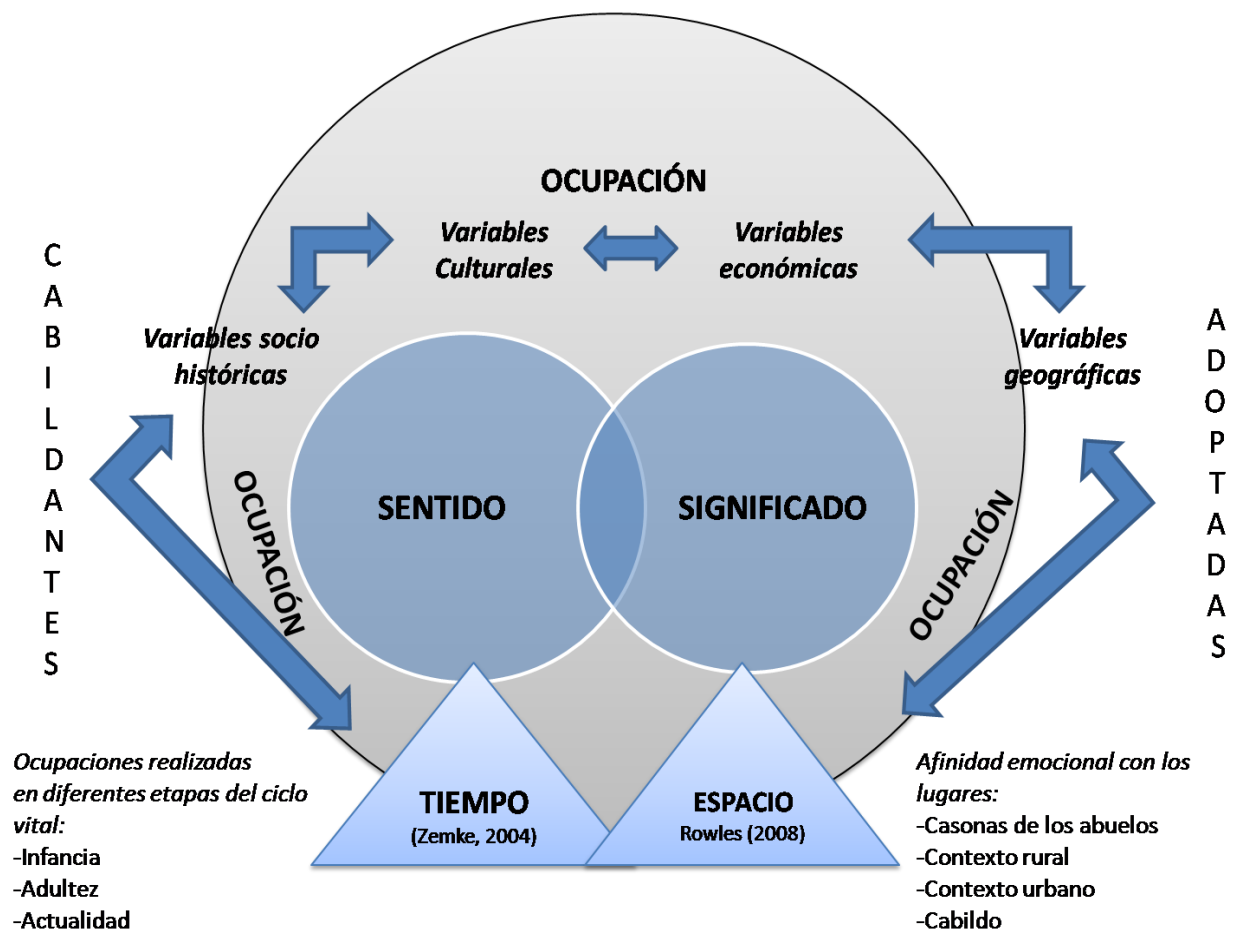 OCUPACIÓN
Variables
Culturales
Variables
económicas
CABILDANTES
Variables socio
históricas
Variables
geográficas
ADOPTADAS
OCUPACIÓN
SENTIDO
SIGNIFICADO
OCUPACIÓN
Ocupaciones realizadas
en diferentes etapas del ciclo
vital:
-Infancia
-Adultez
-Actualidad
TIEMPO
(Zemke, 2004)
ESPACIO
Rowles (2008)
Afinidad emocional con los
lugares:
-Casonas de los abuelos
-Contexto rural
-Contexto urbano
-Cabildo